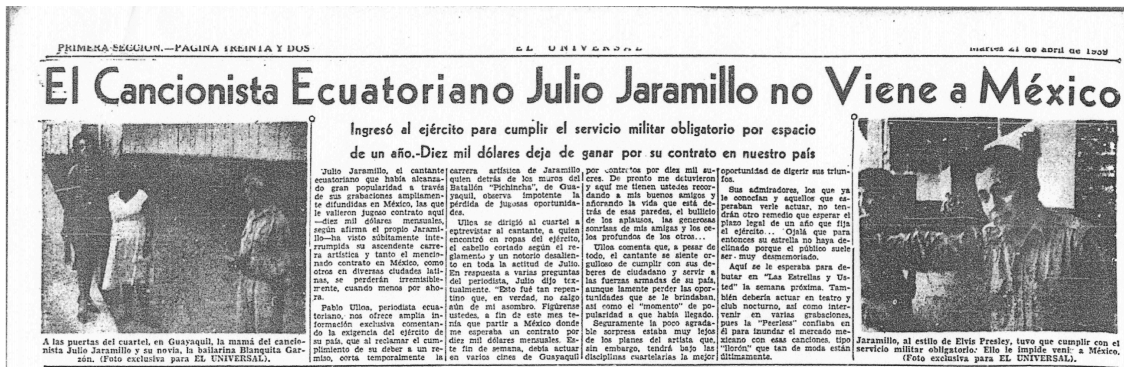 PRIMERA SECCION.—PAGINA TREINTA Y DOS
EL UNIVERSAL
Martes 21 de abril de 1959
El Cancionista Ecuatoriano Julio Jaramillo no Viene a México
Ingresó al ejército para cumplir el servicio militar obligatorio por espacio
de un año.-Diez mil dólares deja de ganar por su contrato en nuestro país
A las puertas del cuartel, en Guayaquil, la mamá del cancio-
nista Julio Jaramillo y su novia, la bailarina Blanquita Gar-
zón. (Foto exclusiva para EL UNIVERSAL).
Julio Jaramillo, el cantante
ecuatoriano que había alcanza-
do gran popularidad a través
de sus grabaciones ampliamen-
te difundidas en México, las que
le valieron jugoso contrato aquí
—diez mil dólares mensuales,
según afirma el propio Jarami-
llo—ha visto súbitamente inte-
rrumpida su ascendente carre-
ra artística y tanto el mencio-
nado contrato en México, como
otros en diversas ciudades lati-
nas, se perderán irremisible-
mente, cuando menos por aho-
ra.
Pablo Ulloa, periodista ecua-
toriano, nos ofrece amplia in-
formación exclusiva comentan-
do la exigencia del ejército de
su país, que al reclamar el cum-
plimiento de su deber a un re-
miso, corta temporalmente la
carrera artística de Jaramillo
quien detrás de los muros del
Batallón "Pichincha", de Gua-
yaquil, observa impotente la
pérdida de jugosas oportunida-
des.
Ulloa se dirigió al cuartel a
entrevistar al cantante, a quien
encontró en ropas del ejército,
el cabello cortado según el re-
glamento y un notorio desalien-
to en toda la actitud de Julio.
En respuesta a varias preguntas
del periodista, Julio dijo tex-
tualmente. "Esto fué tan repen-
tino que, en verdad, no salgo
aún de mi asombro. Figúrense
ustedes, a fin de este mes te-
nía que partir a México donde
me esperaba un contrato por
diez mil dólares mensuales. Es-
te fin de semana, debía actuar
en varios cines de Guayaquil
por contratos por diez mil su-
cres. De pronto me detuvieron
y aquí me tienen ustedes recor-
dando a mis buenos amigos y
añorando la vida que está de-
trás de esas paredes, el bullicio
de los aplausos, las generosas
sonrisas de mis amigas y los ce-
los profundos de los otros...
Ulloa comenta que, a pesar de
todo, el cantante se siente or-
gulloso de cumplir con sus de-
beres de ciudadano y servir a
las fuerzas armadas de su país,
aunque lamente perder las opor-
tunidades que se le brindaban,
así como el "momento" de po-
pularidad a que había llegado.
Seguramente la poco agrada-
ble sorpresa estaba muy lejos
de los planes del artista que,
sin embargo, tendrá bajo las
disciplinas cuartelarias la mejor
oportunidad de digerir sus triun-
fos.
Sus admiradores, los que ya
le conocían y aquellos que es-
peraban verle actuar, no ten-
drán otro remedio que esperar el
plazo legal de un año que fija
el ejército... Ojalá que para
entonces su estrella no haya de-
clinado porque el público suele
ser muy desmemoriado.
Aquí se le esperaba para de-
butar en "Las Estrellas y Us-
ted" la semana próxima. Tam-
bién debería actuar en teatro y
club nocturno, así como inter-
venir en varias grabaciones,
pues la "Peerless" confiaba en
él para inundar el mercado me-
xicano con esas canciones, tipo
"llorón" que tan de moda están
últimamente.
Jaramillo, al estilo de Elvis Presley, tuvo que cumplir con el
servicio militar obligatorio. Ello le impide venir a México.
(Foto exclusiva para EL UNIVERSAL).